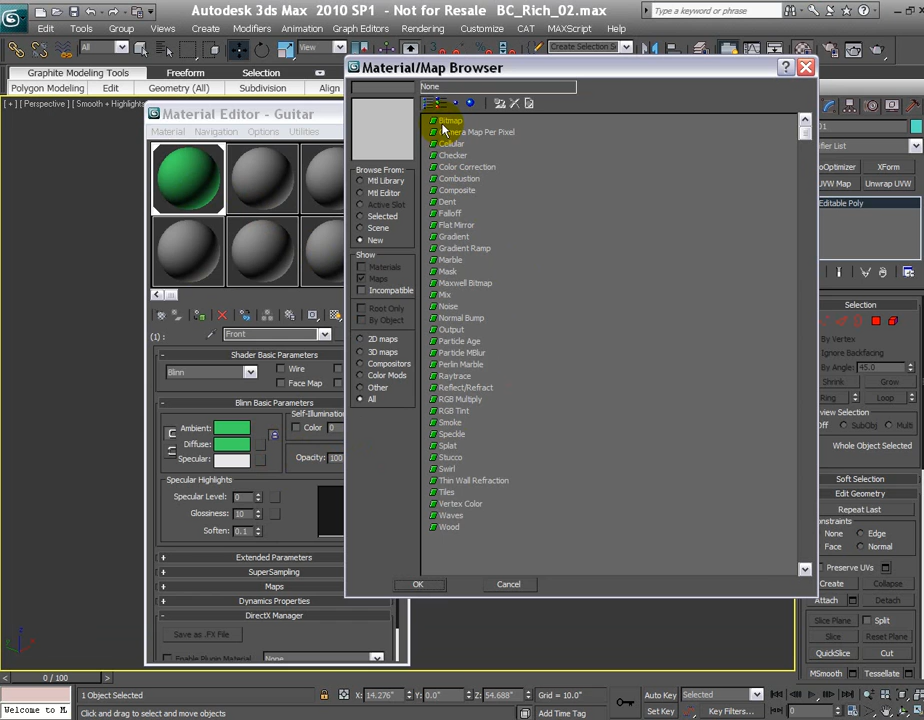 Autodesk 3ds Max 2010 SP1 - Not for Resale BC_Rich_02.max
Type a keyword or phrase
Edit Tools Group Views Create Modifiers Animation Graph Editors Rendering Customize CAT MAXScript Help
All View Create Selection Se
Graphite Modeling Tools Freeform Selection
Polygon Modeling Geometry (All) Subdivision Align
[ + ] [ Perspective ] [ Smooth + Highlights
Material Editor - Guitar
Material Navigation Options Utilities
(1) : Front
Shader Basic Parameters
Blinn Wire
Face Map
Blinn Basic Parameters
Self-Illumination
Ambient: Color 0
Diffuse:
Specular: Opacity: 100
Specular Highlights
Specular Level: 0
Glossiness: 10
Soften: 0.1
Extended Parameters
SuperSampling
Maps
Dynamics Properties
DirectX Manager
Save as .FX File
Enable Plugin Material None
Material/Map Browser
None
Browse From:
Mtl Library
Mtl Editor
Active Slot
Selected
Scene
New
Show
Materials
Maps
Incompatible
Root Only
By Object
2D maps
3D maps
Compositors
Color Mods
Other
All
Bitmap
Map Per Pixel
Cellular
Checker
Color Correction
Combustion
Composite
Dent
Falloff
Flat Mirror
Gradient
Gradient Ramp
Marble
Mask
Maxwell Bitmap
Mix
Noise
Normal Bump
Output
Particle Age
Particle MBlur
Perlin Marble
Raytrace
Reflect/Refract
RGB Multiply
RGB Tint
Smoke
Speckle
Splat
Stucco
Swirl
Thin Wall Refraction
Tiles
Vertex Color
Waves
Wood
OK Cancel
01
ifier List
oOptimizer XForm
UVW Map Unwrap UVW
Editable Poly
Selection
By Vertex
Ignore Backfacing
By Angle: 45.0
Shrink Grow
Ring Loop
view Selection
Off SubObj Multi
Whole Object Selected
Soft Selection
Edit Geometry
Repeat Last
onstraints
None Edge
Face Normal
Preserve UVs
Create Collapse
Attach Detach
Slice Plane Split
Slice Reset Plane
QuickSlice Cut
MSmooth Tessellate
0 / 100
1 Object Selected X 14.276" Y 0.0" Z 54.688" Grid = 10.0" Auto Key Selected
Welcome to M Click and drag to move objects Add Time Tag Set Key Key Filters... 0